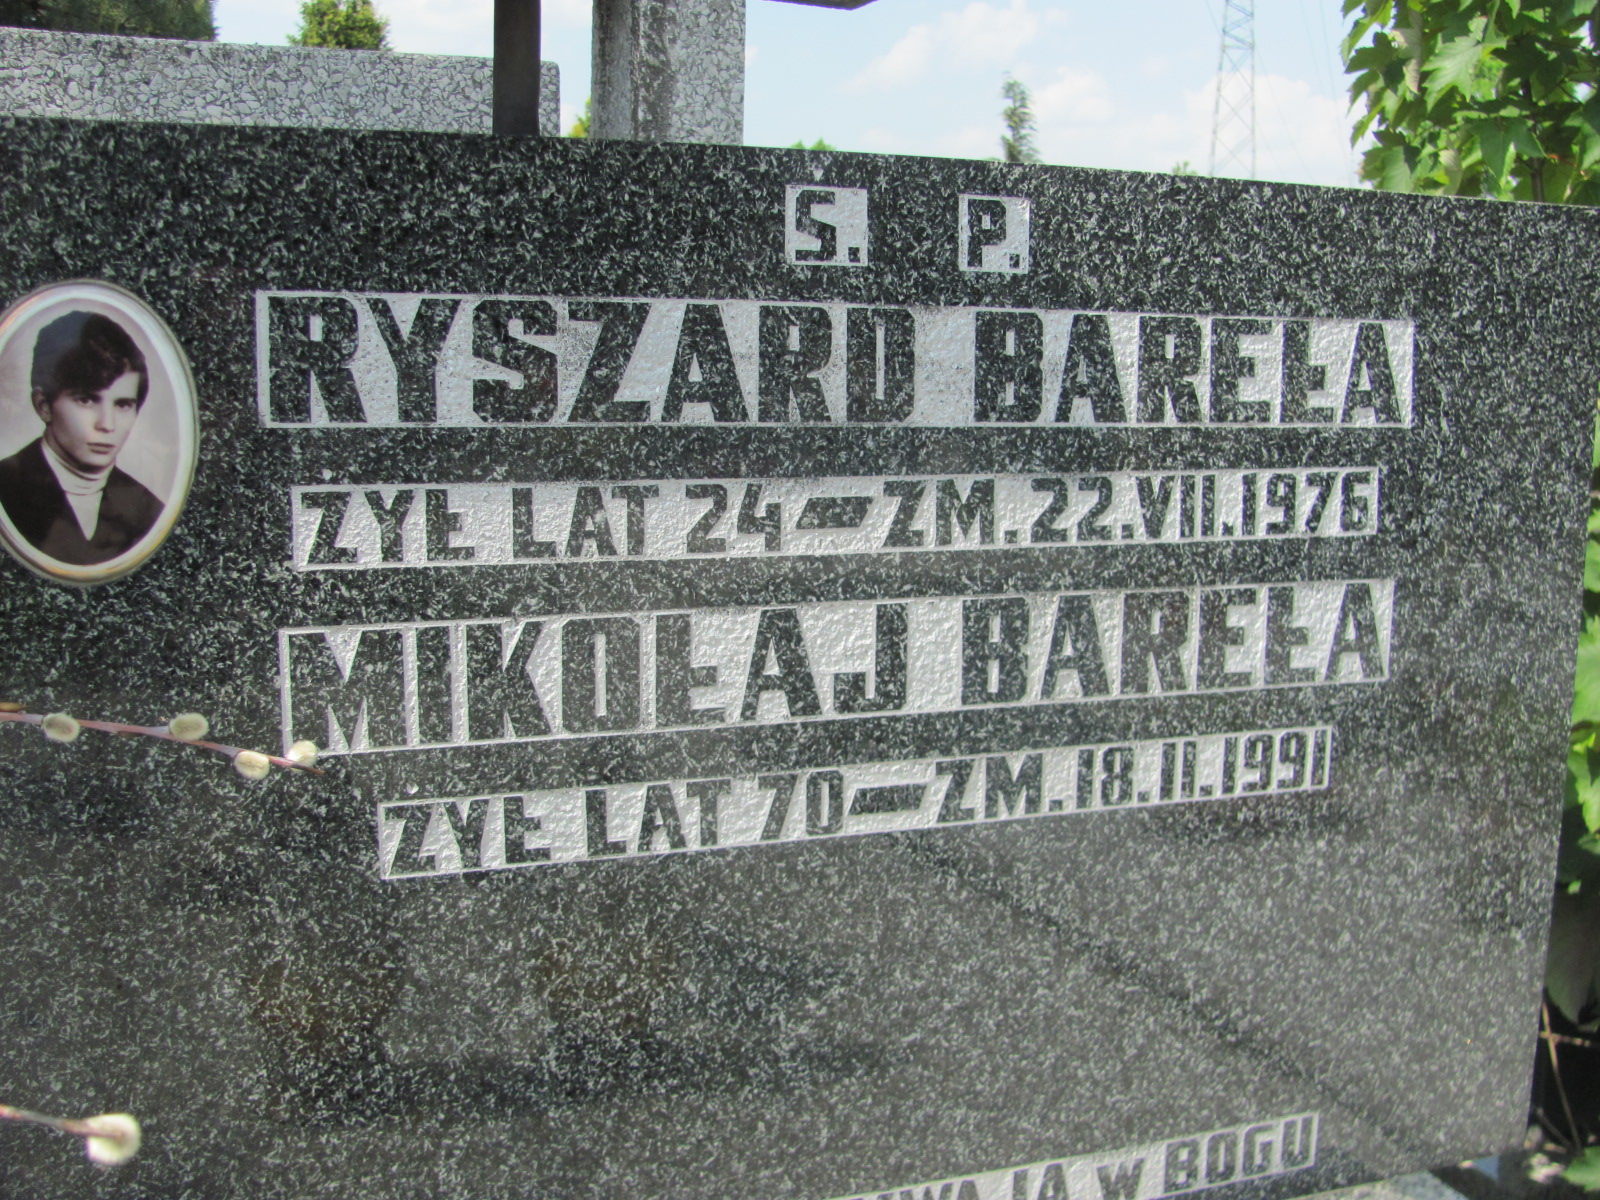 Ś. P.
RYSZARD BAREŁA
ŻYŁ LAT 24 — ZM. 22.VII.1976
MIKOŁAJ BAREŁA
ŻYŁ LAT 70 — ZM. 18.II.1991
W BOGU